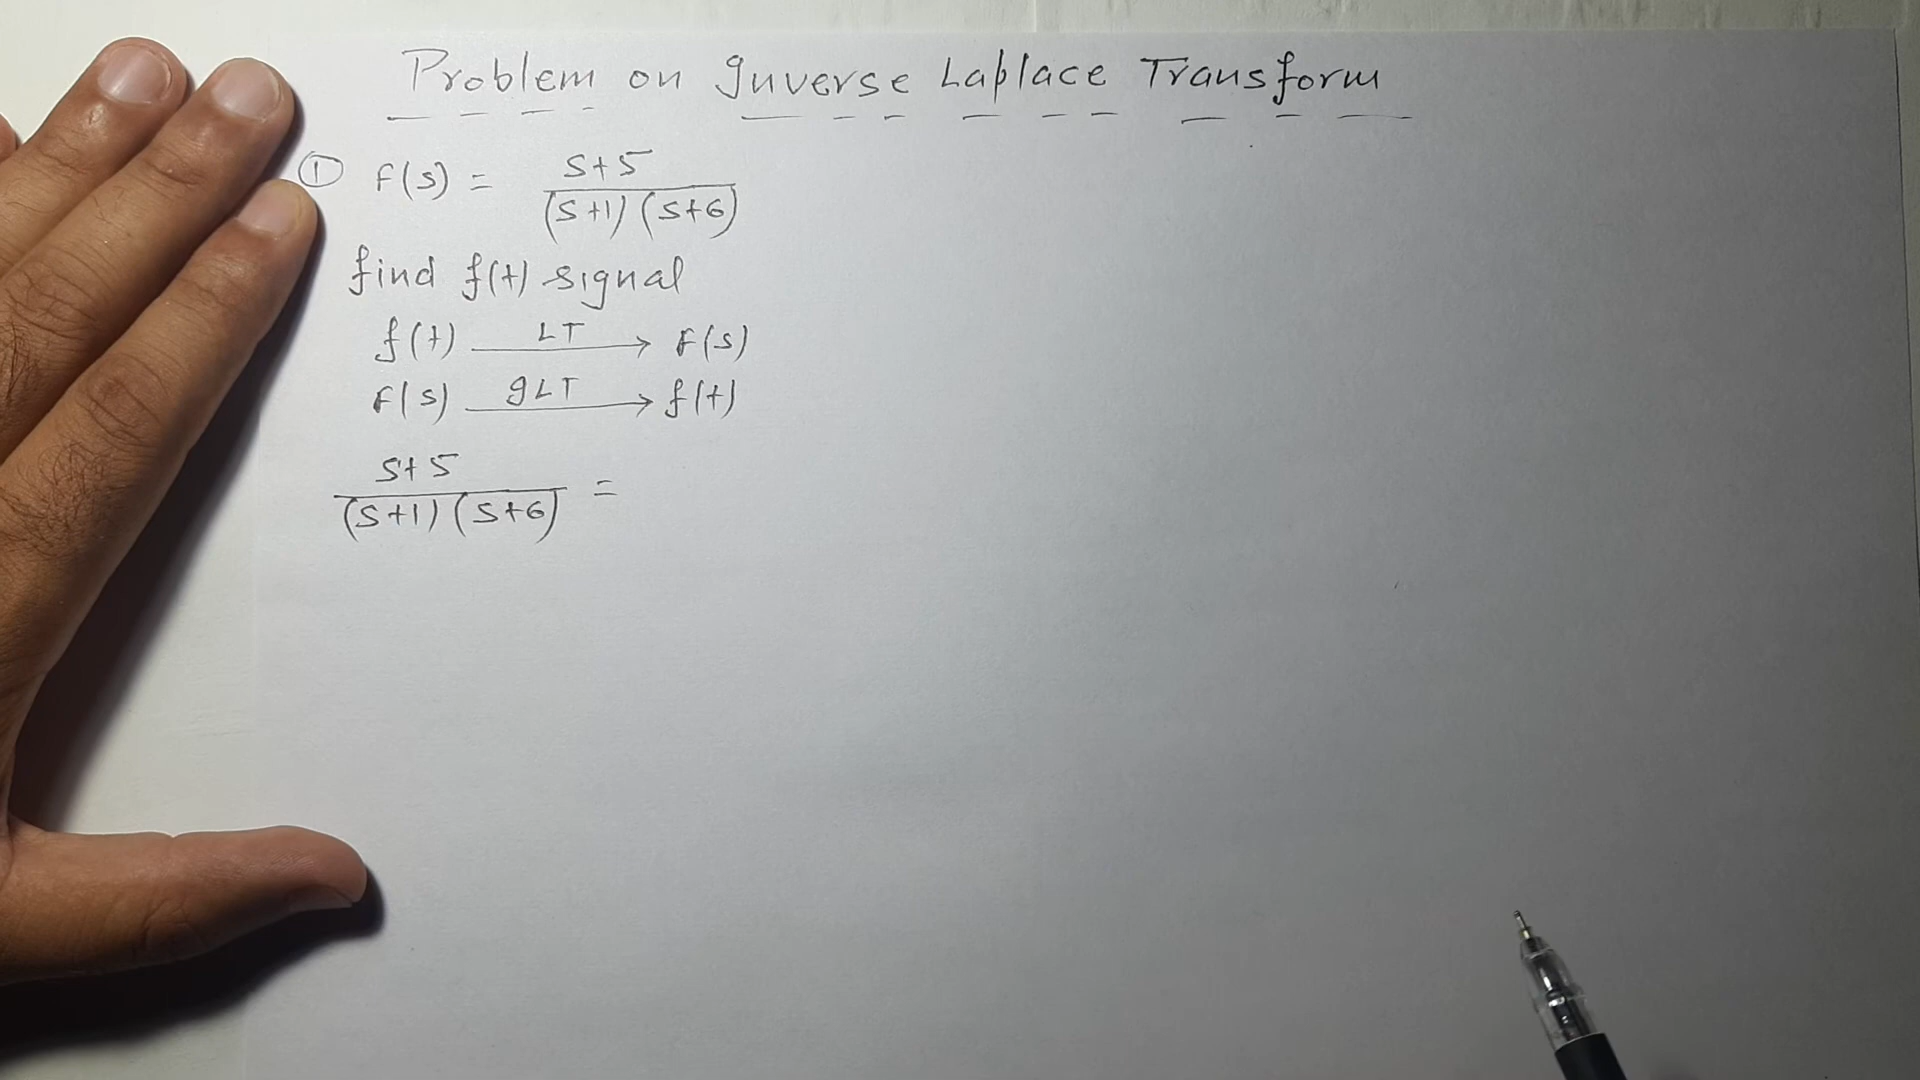 Problem on Inverse Laplace Transform
① F(s) = s+5 / (s+1)(s+6)
find f(t) signal
f(t) LT → F(s)
F(s) ILT → f(t)
s+5 / (s+1)(s+6) =